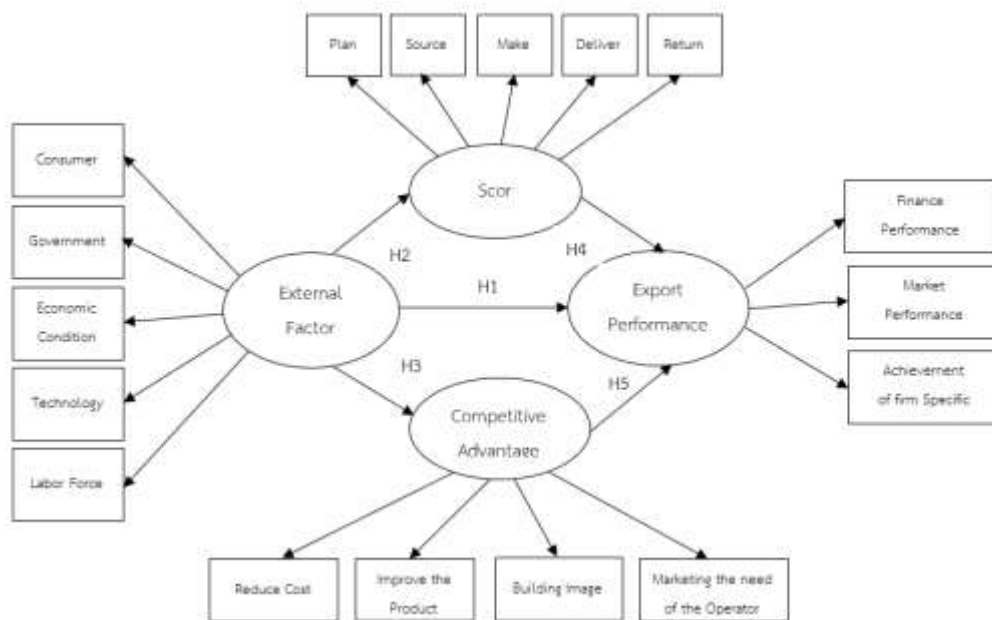 Plan
Source
Make
Deliver
Return
Consumer
Government
Economic
Condition
Technology
Labor Force
Scor
External
Factor
H2
H1
H3
H4
H5
Export
Performance
Competitive
Advantage
Finance
Performance
Market
Performance
Achievement
of firm Specific
Reduce Cost
Improve the
Product
Building Image
Marketing the need
of the Operator